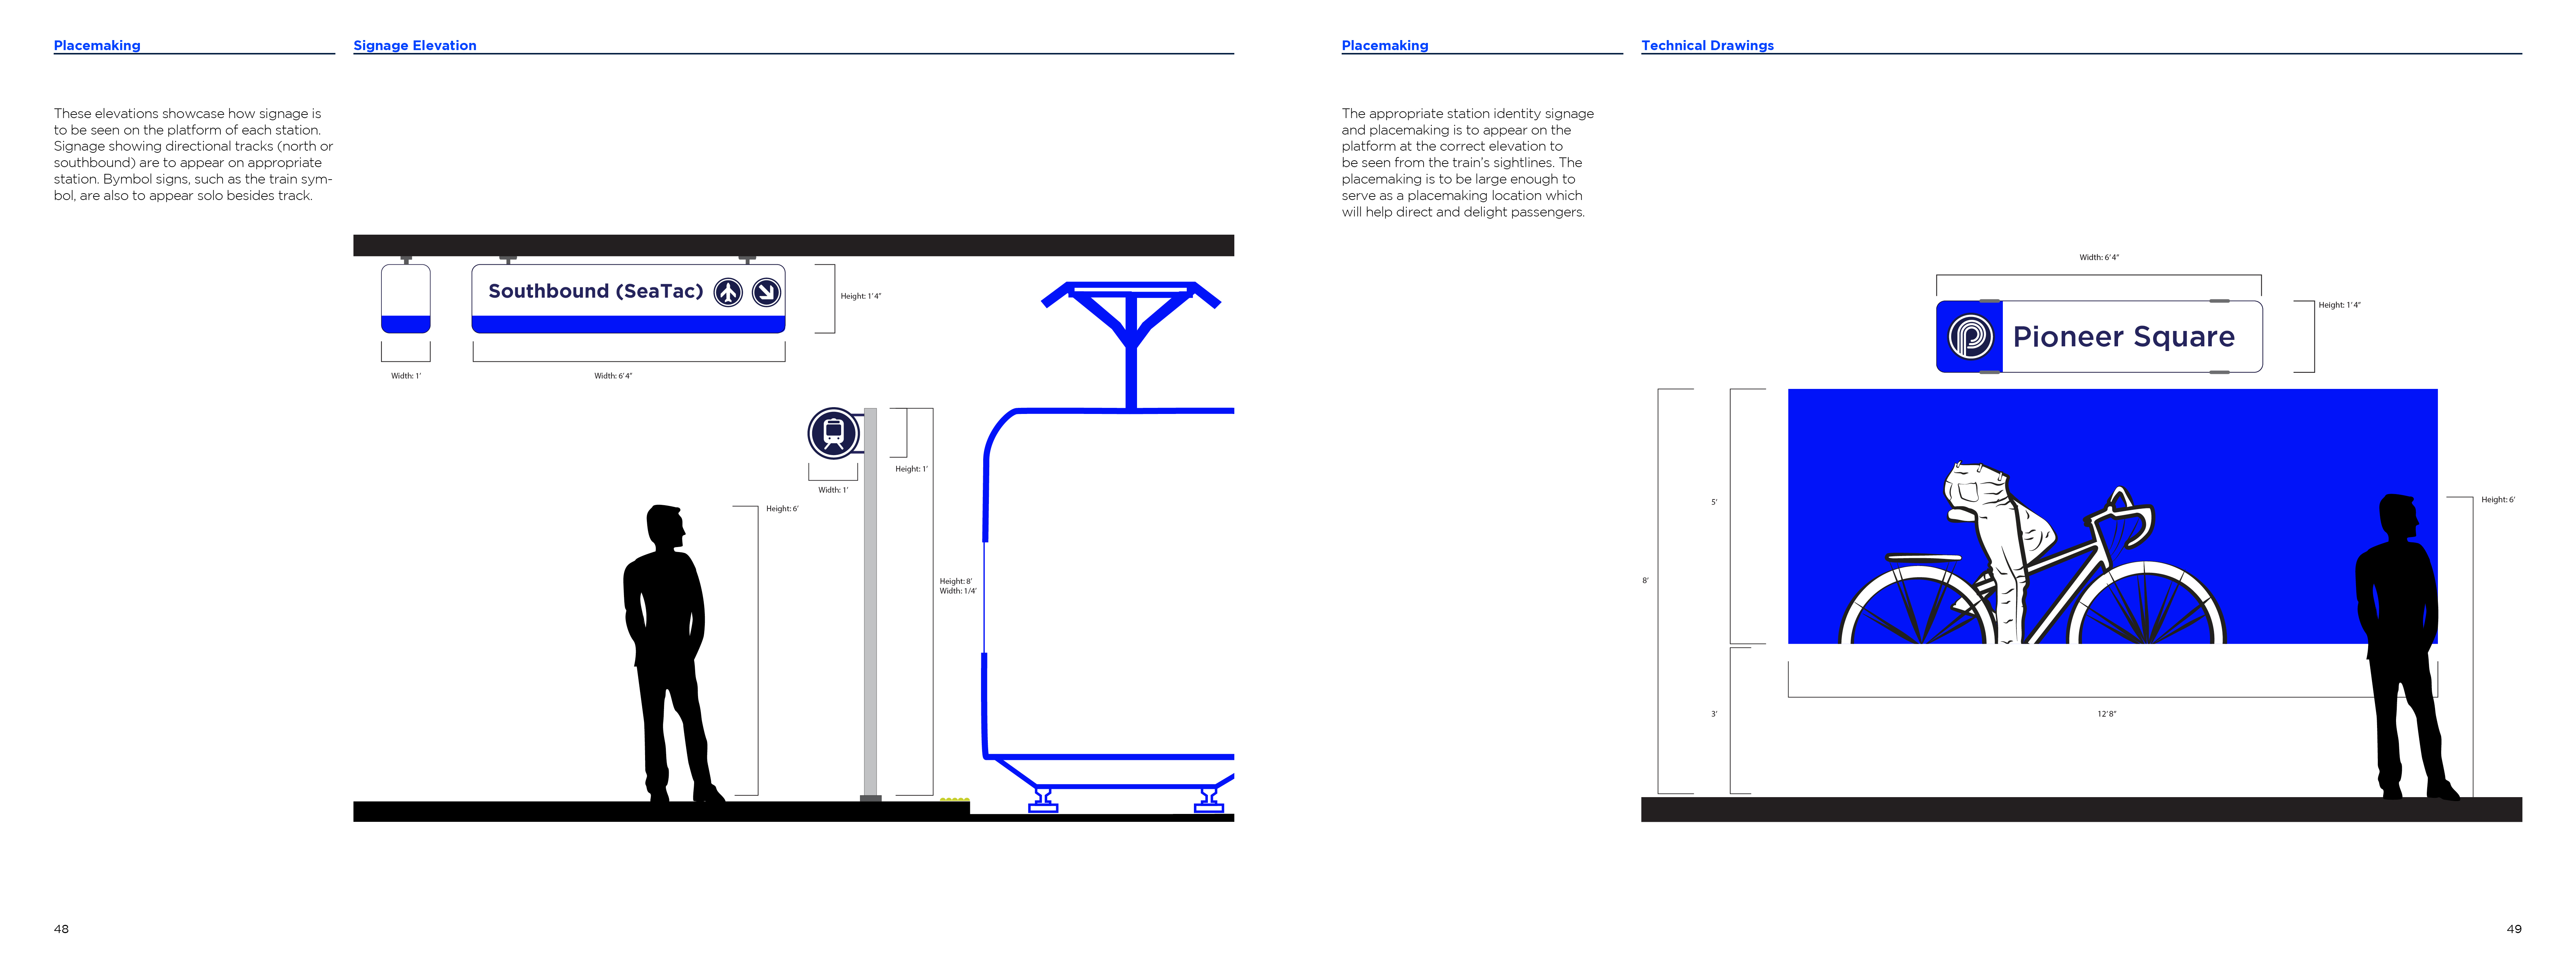 Placemaking
Signage Elevation
These elevations showcase how signage is
to be seen on the platform of each station.
Signage showing directional tracks (north or
southbound) are to appear on appropriate
station. Bymbol signs, such as the train sym-
bol, are also to appear solo besides track.
Southbound (SeaTac)
Height: 1' 4"
Width: 1'
Width: 6' 4"
Height: 1'
Width: 1'
Height: 6'
Height: 8'
Width: 1/4'
48
Placemaking
Technical Drawings
The appropriate station identity signage
and placemaking is to appear on the
platform at the correct elevation to
be seen from the train's sightlines. The
placemaking is to be large enough to
serve as a placemaking location which
will help direct and delight passengers.
Width: 6' 4"
Height: 1' 4"
Pioneer Square
5'
Height: 6'
8'
3'
12' 8"
49